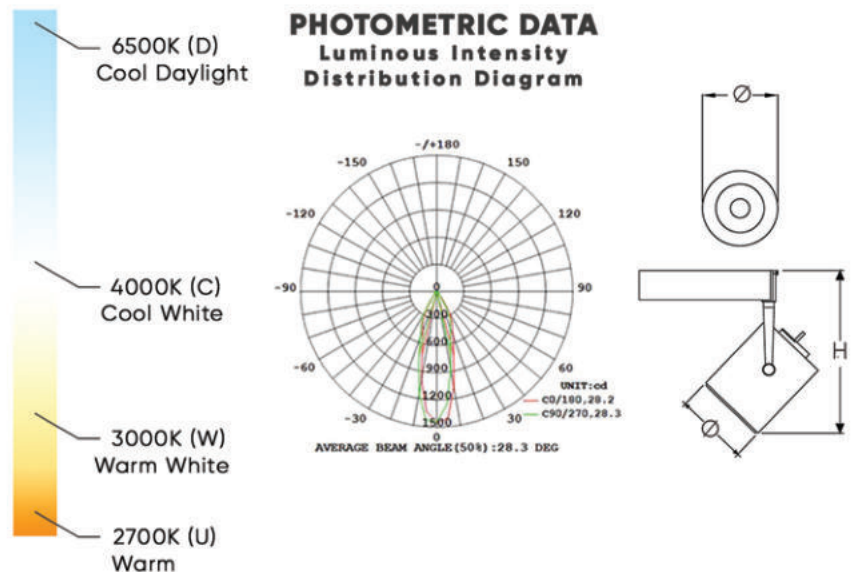 6500K (D)
Cool Daylight
4000K (C)
Cool White
3000K (W)
Warm White
2700K (U)
Warm
PHOTOMETRIC DATA
Luminous Intensity
Distribution Diagram
-/+180
-150
150
-120
120
-90
90
-60
60
-30
30
0
0
300
600
900
1200
1500
UNIT:cd
C0/180,28.2
C90/270,28.3
AVERAGE BEAM ANGLE(50%):28.3 DEG
Ø
H
Ø